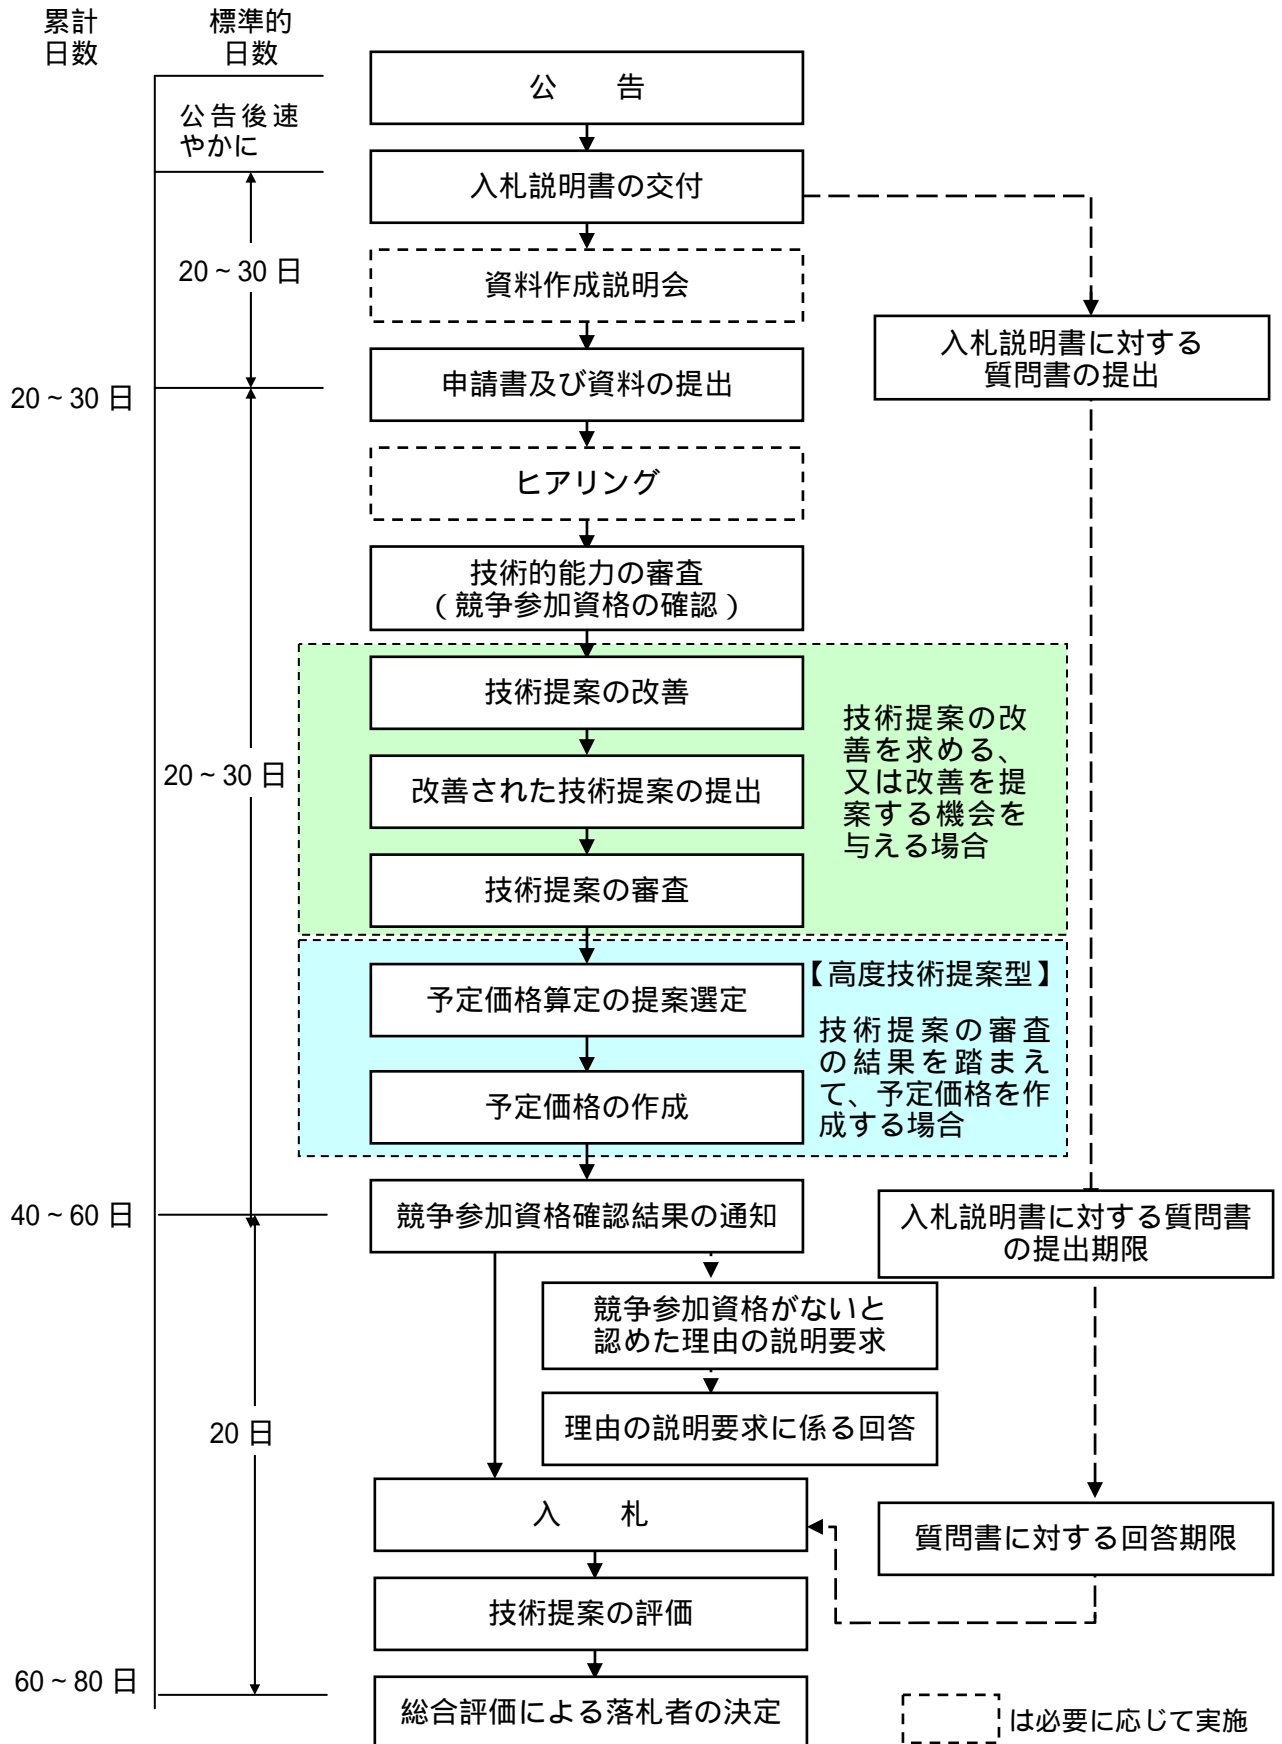 累計
日数
標準的
日数
公告
公告後速
やかに
入札説明書の交付
20~30 日
資料作成説明会
入札説明書に対する
質問書の提出
申請書及び資料の提出
20~30 日
ヒアリング
技術的能力の審査
(競争参加資格の確認)
技術提案の改善
技術提案の改
善を求める、
又は改善を提
案する機会を
与える場合
20~30 日
改善された技術提案の提出
技術提案の審査
【高度技術提案型】
予定価格算定の提案選定
技術提案の審査
の結果を踏まえ
て、予定価格を作
成する場合
予定価格の作成
40~60 日
競争参加資格確認結果の通知
入札説明書に対する質問書
の提出期限
競争参加資格がないと
認めた理由の説明要求
20 日
理由の説明要求に係る回答
入札
質問書に対する回答期限
技術提案の評価
60~80 日
総合評価による落札者の決定
は必要に応じて実施